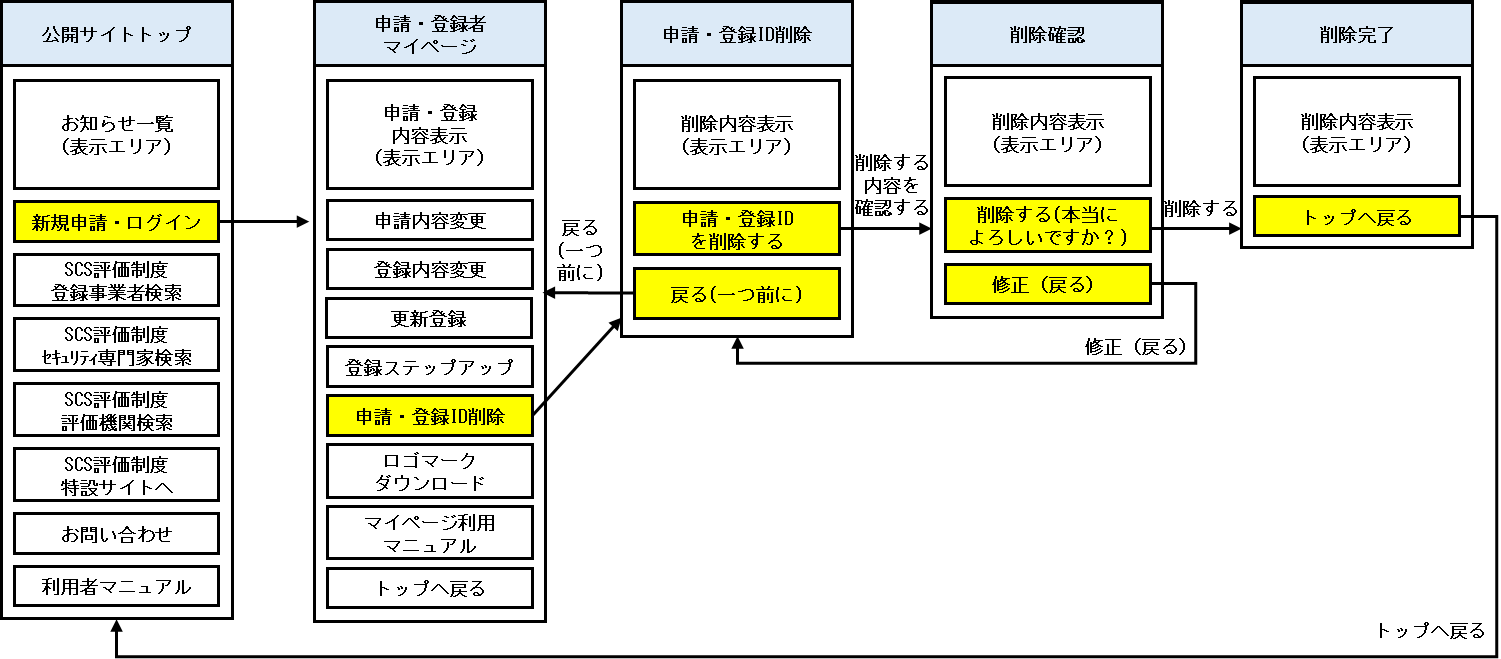 公開サイトトップ
お知らせ一覧
(表示エリア)
新規申請・ログイン
SCS評価制度
登録事業者検索
SCS評価制度
ｾｷｭﾘﾃｨ専門家検索
SCS評価制度
評価機関検索
SCS評価制度
特設サイトへ
お問い合わせ
利用者マニュアル
申請・登録者
マイページ
申請・登録
内容表示
(表示エリア)
申請内容変更
登録内容変更
更新登録
登録ステップアップ
申請・登録ID削除
ロゴマーク
ダウンロード
マイページ利用
マニュアル
トップへ戻る
戻る
(一つ
前に)
申請・登録ID削除
削除内容表示
(表示エリア)
申請・登録ID
を削除する
戻る(一つ前に)
削除する
内容を
確認する
削除確認
削除内容表示
(表示エリア)
削除する(本当に
よろしいですか？)
修正（戻る）
修正（戻る）
削除する
削除完了
削除内容表示
(表示エリア)
トップへ戻る
トップへ戻る